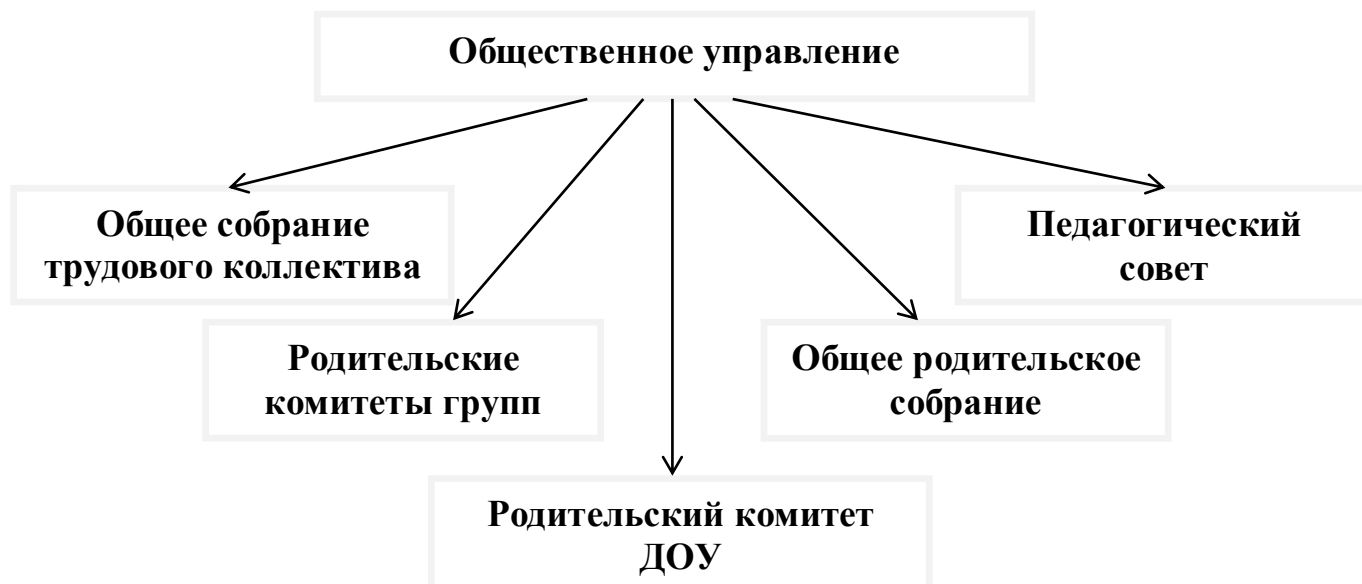 Общественное управление
Общее собрание
трудового коллектива
Педагогический
совет
Родительские
комитеты групп
Общее родительское
собрание
Родительский комитет
ДОУ